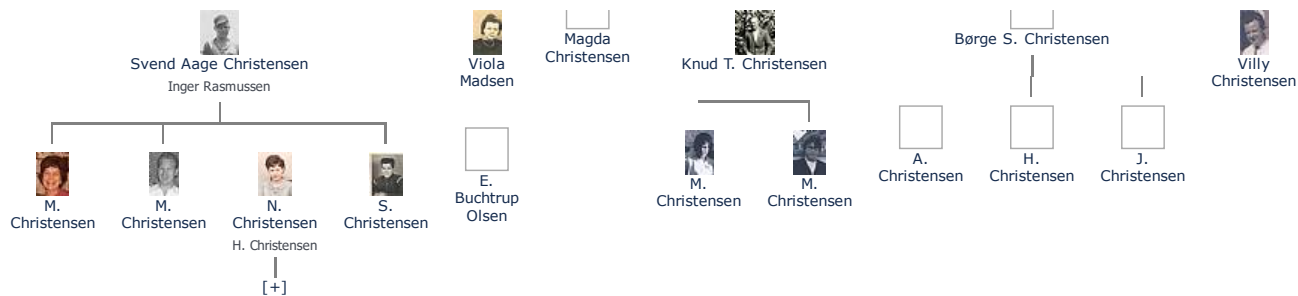 Svend Aage Christensen
Inger Rasmussen
Viola
Madsen
Magda
Christensen
Knud T. Christensen
Børge S. Christensen
Villy
Christensen
M.
Christensen
M.
Christensen
N.
Christensen
H. Christensen
[+]
S.
Christensen
E.
Buchtrup
Olsen
M.
Christensen
M.
Christensen
A.
Christensen
H.
Christensen
J.
Christensen